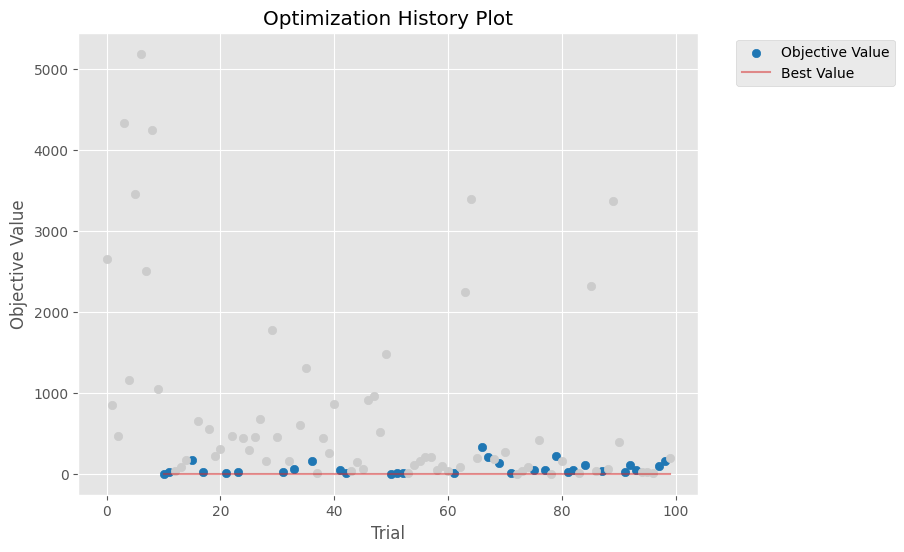 Optimization History Plot
Objective Value
Best Value
Objective Value
5000
4000
3000
2000
1000
0
0 20 40 60 80 100
Trial